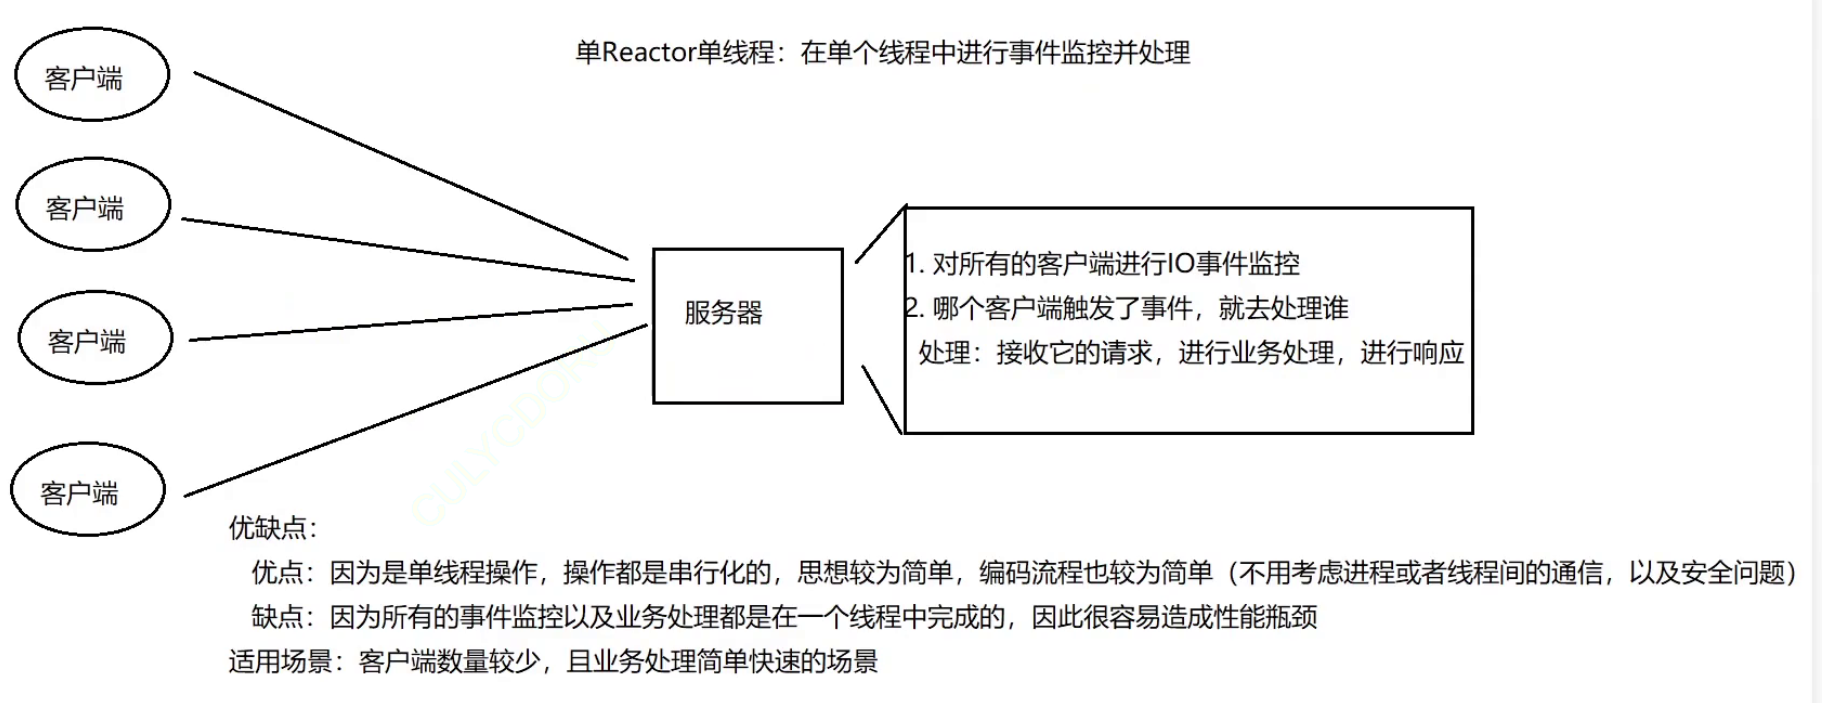 单Reactor单线程：在单个线程中进行事件监控并处理
客户端
客户端
客户端
客户端
服务器
1. 对所有的客户端进行IO事件监控
2. 哪个客户端触发了事件，就去处理谁
处理：接收它的请求，进行业务处理，进行响应
优缺点：
优点：因为是单线程操作，操作都是串行化的，思想较为简单，编码流程也较为简单（不用考虑进程或者线程间的通信，以及安全问题）
缺点：因为所有的事件监控以及业务处理都是在一个线程中完成的，因此很容易造成性能瓶颈
适用场景：客户端数量较少，且业务处理简单快速的场景